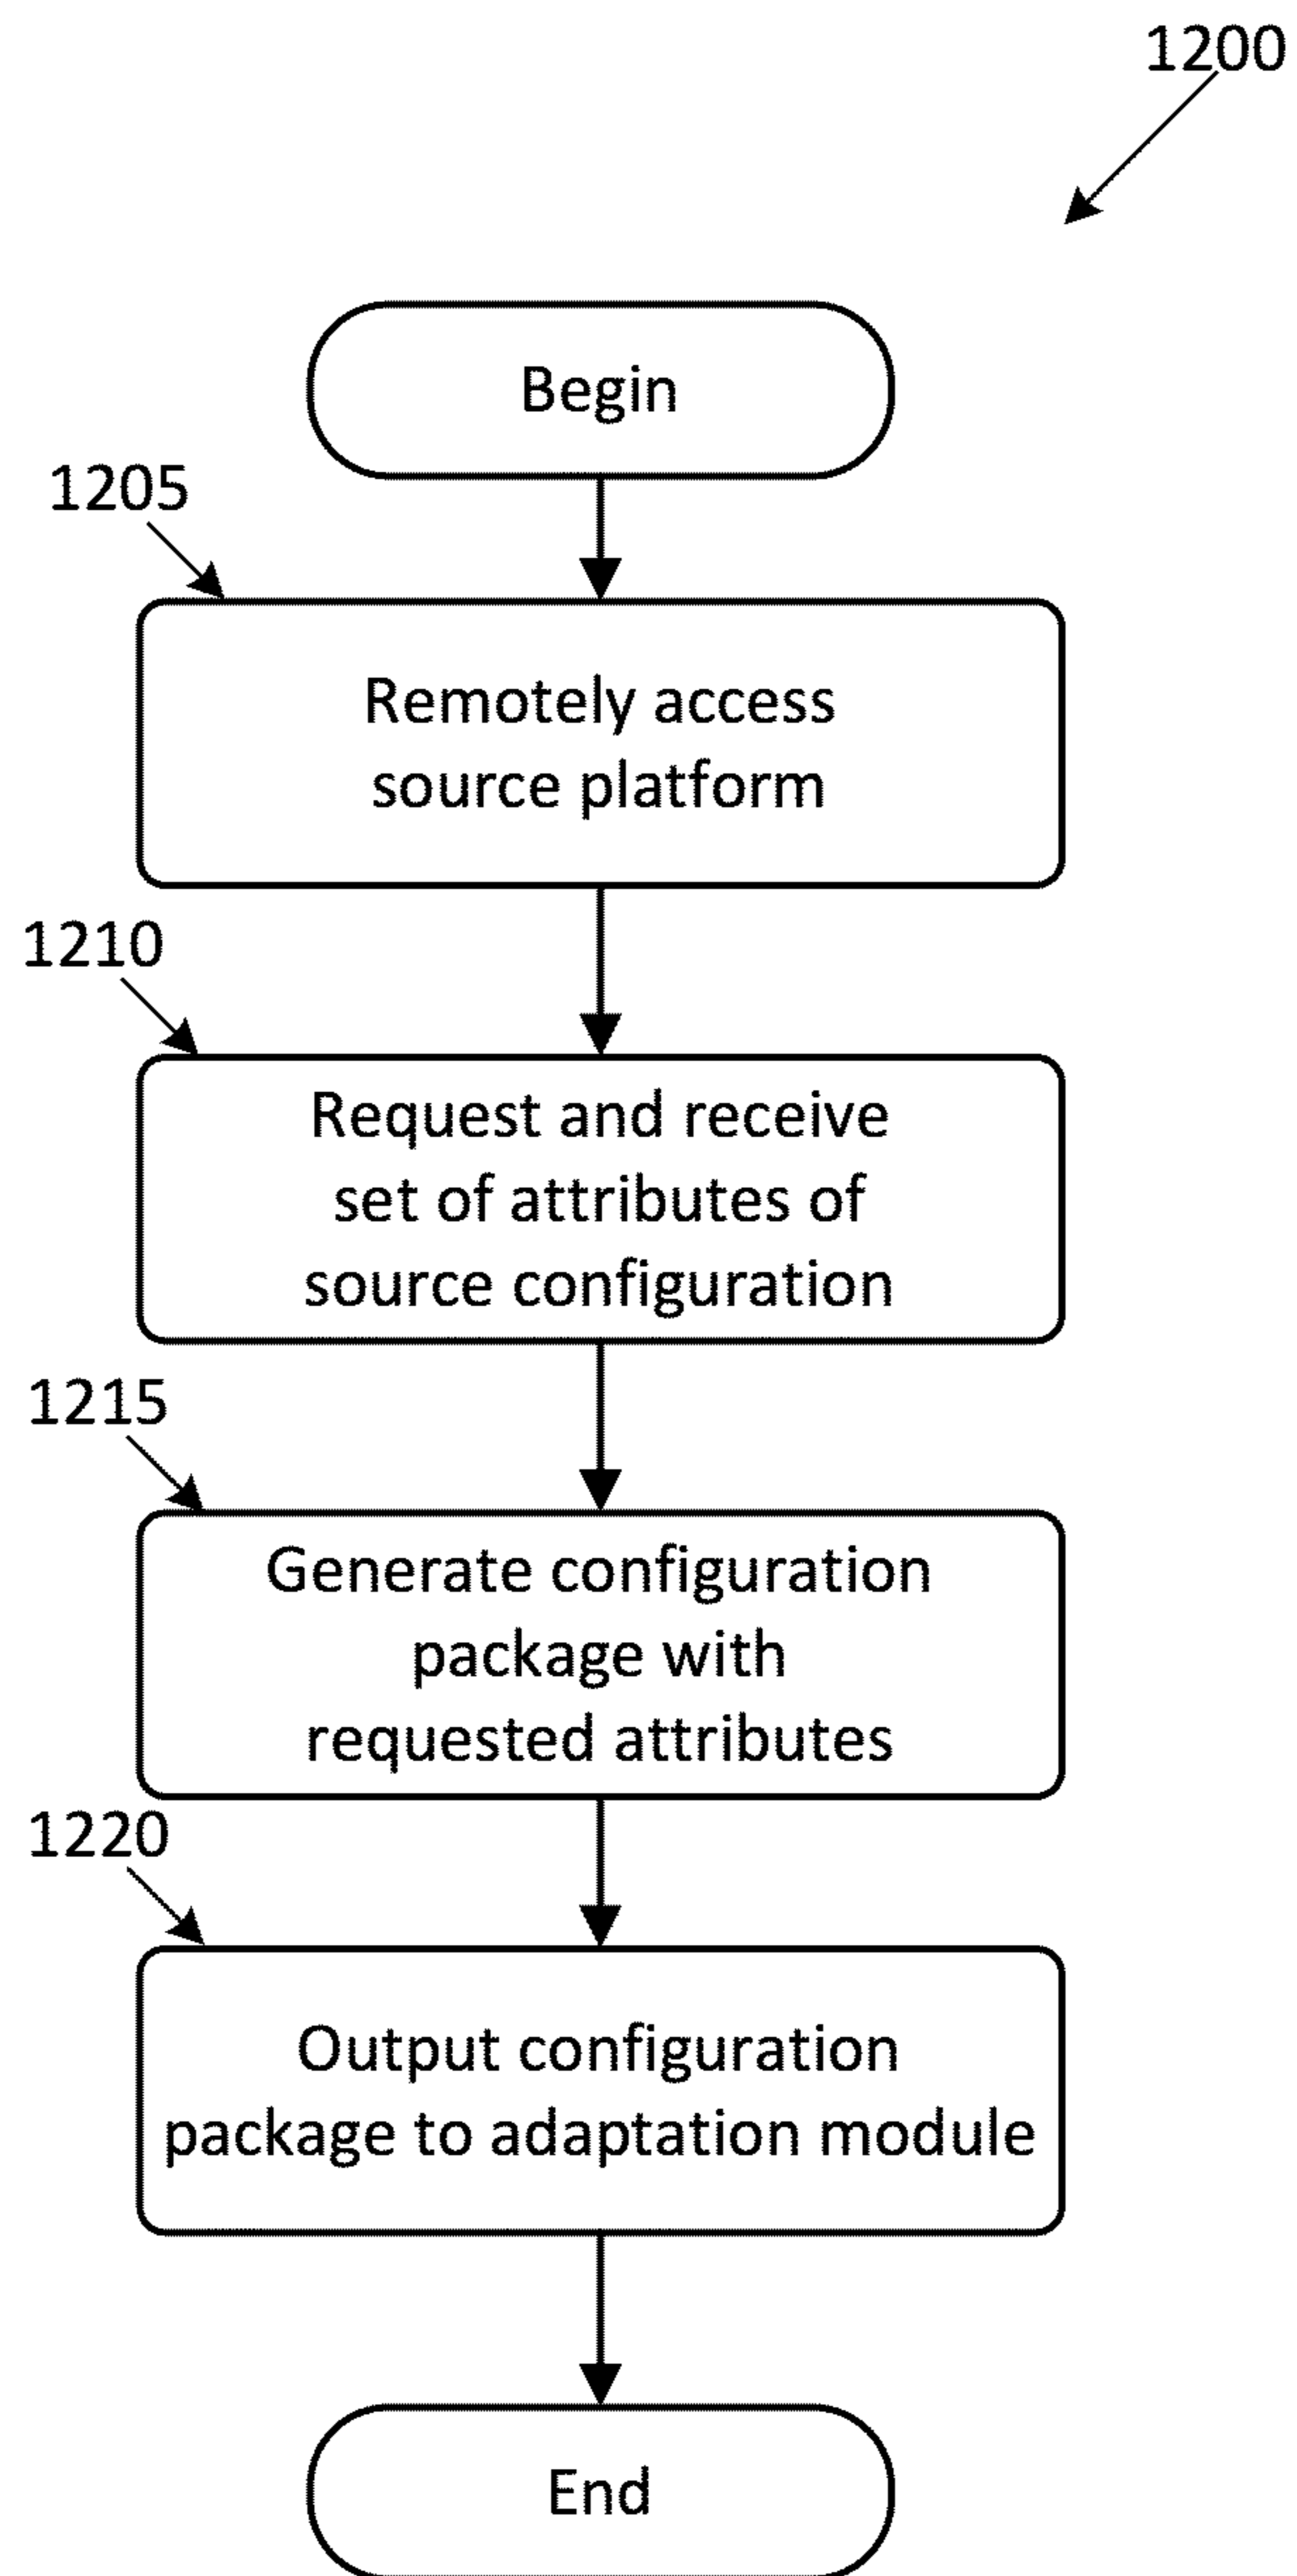 1200
Begin
1205
Remotely access
source platform
1210
Request and receive
set of attributes of
source configuration
1215
Generate configuration
package with
requested attributes
1220
Output configuration
package to adaptation module
End